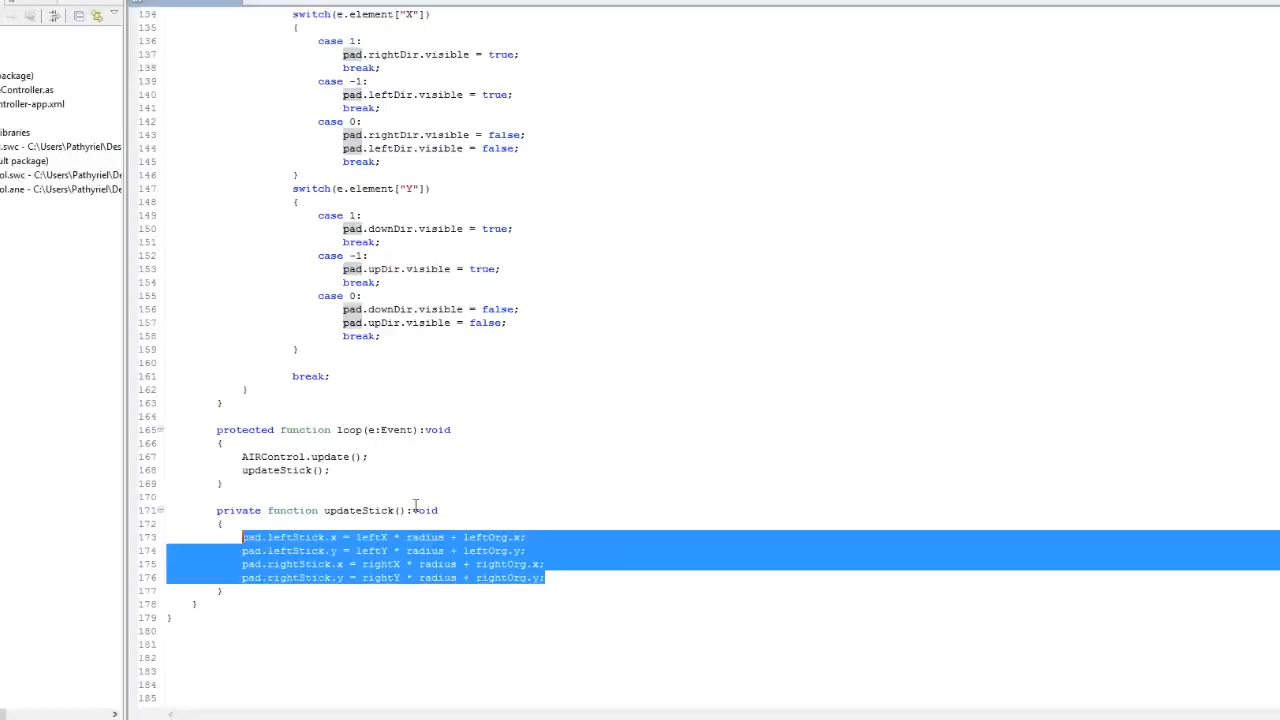 ackage)
Controller.as
ntroller-app.xml
ibraries
.swc - C:\Users\Pathyriel\Des
ult package)
ol.swc - C:\Users\Pathyriel\De
ol.ane - C:\Users\Pathyriel\De
134 switch(e.element["X"])
135 {
136 case 1:
137 pad.rightDir.visible = true;
138 break;
139 case -1:
140 pad.leftDir.visible = true;
141 break;
142 case 0:
143 pad.rightDir.visible = false;
144 pad.leftDir.visible = false;
145 break;
146 }
147 switch(e.element["Y"])
148 {
149 case 1:
150 pad.downDir.visible = true;
151 break;
152 case -1:
153 pad.upDir.visible = true;
154 break;
155 case 0:
156 pad.downDir.visible = false;
157 pad.upDir.visible = false;
158 break;
159 }
160
161 break;
162 }
163 }
164
165 protected function loop(e:Event):void
166 {
167 AIRControl.update();
168 updateStick();
169 }
170
171 private function updateStick():void
172 {
173 pad.leftStick.x = leftX * radius + leftOrg.x;
174 pad.leftStick.y = leftY * radius + leftOrg.y;
175 pad.rightStick.x = rightX * radius + rightOrg.x;
176 pad.rightStick.y = rightY * radius + rightOrg.y;
177 }
178 }
179 }
180
181
182
183
184
185